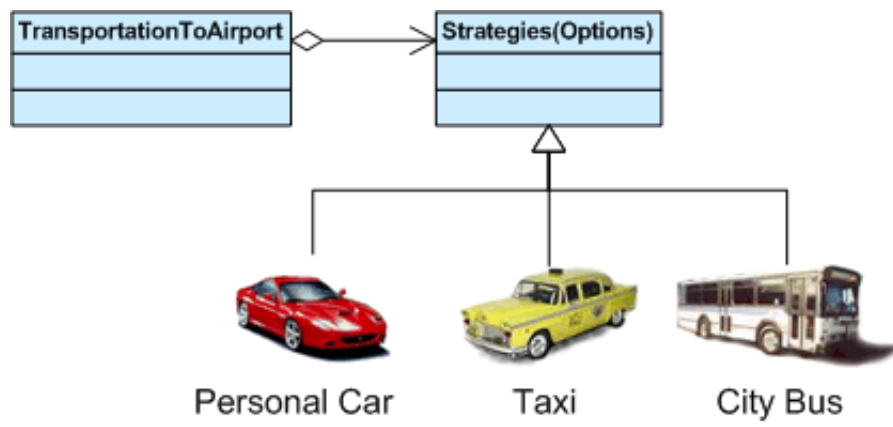 TransportationToAirport
Strategies(Options)
Personal Car
Taxi
City Bus